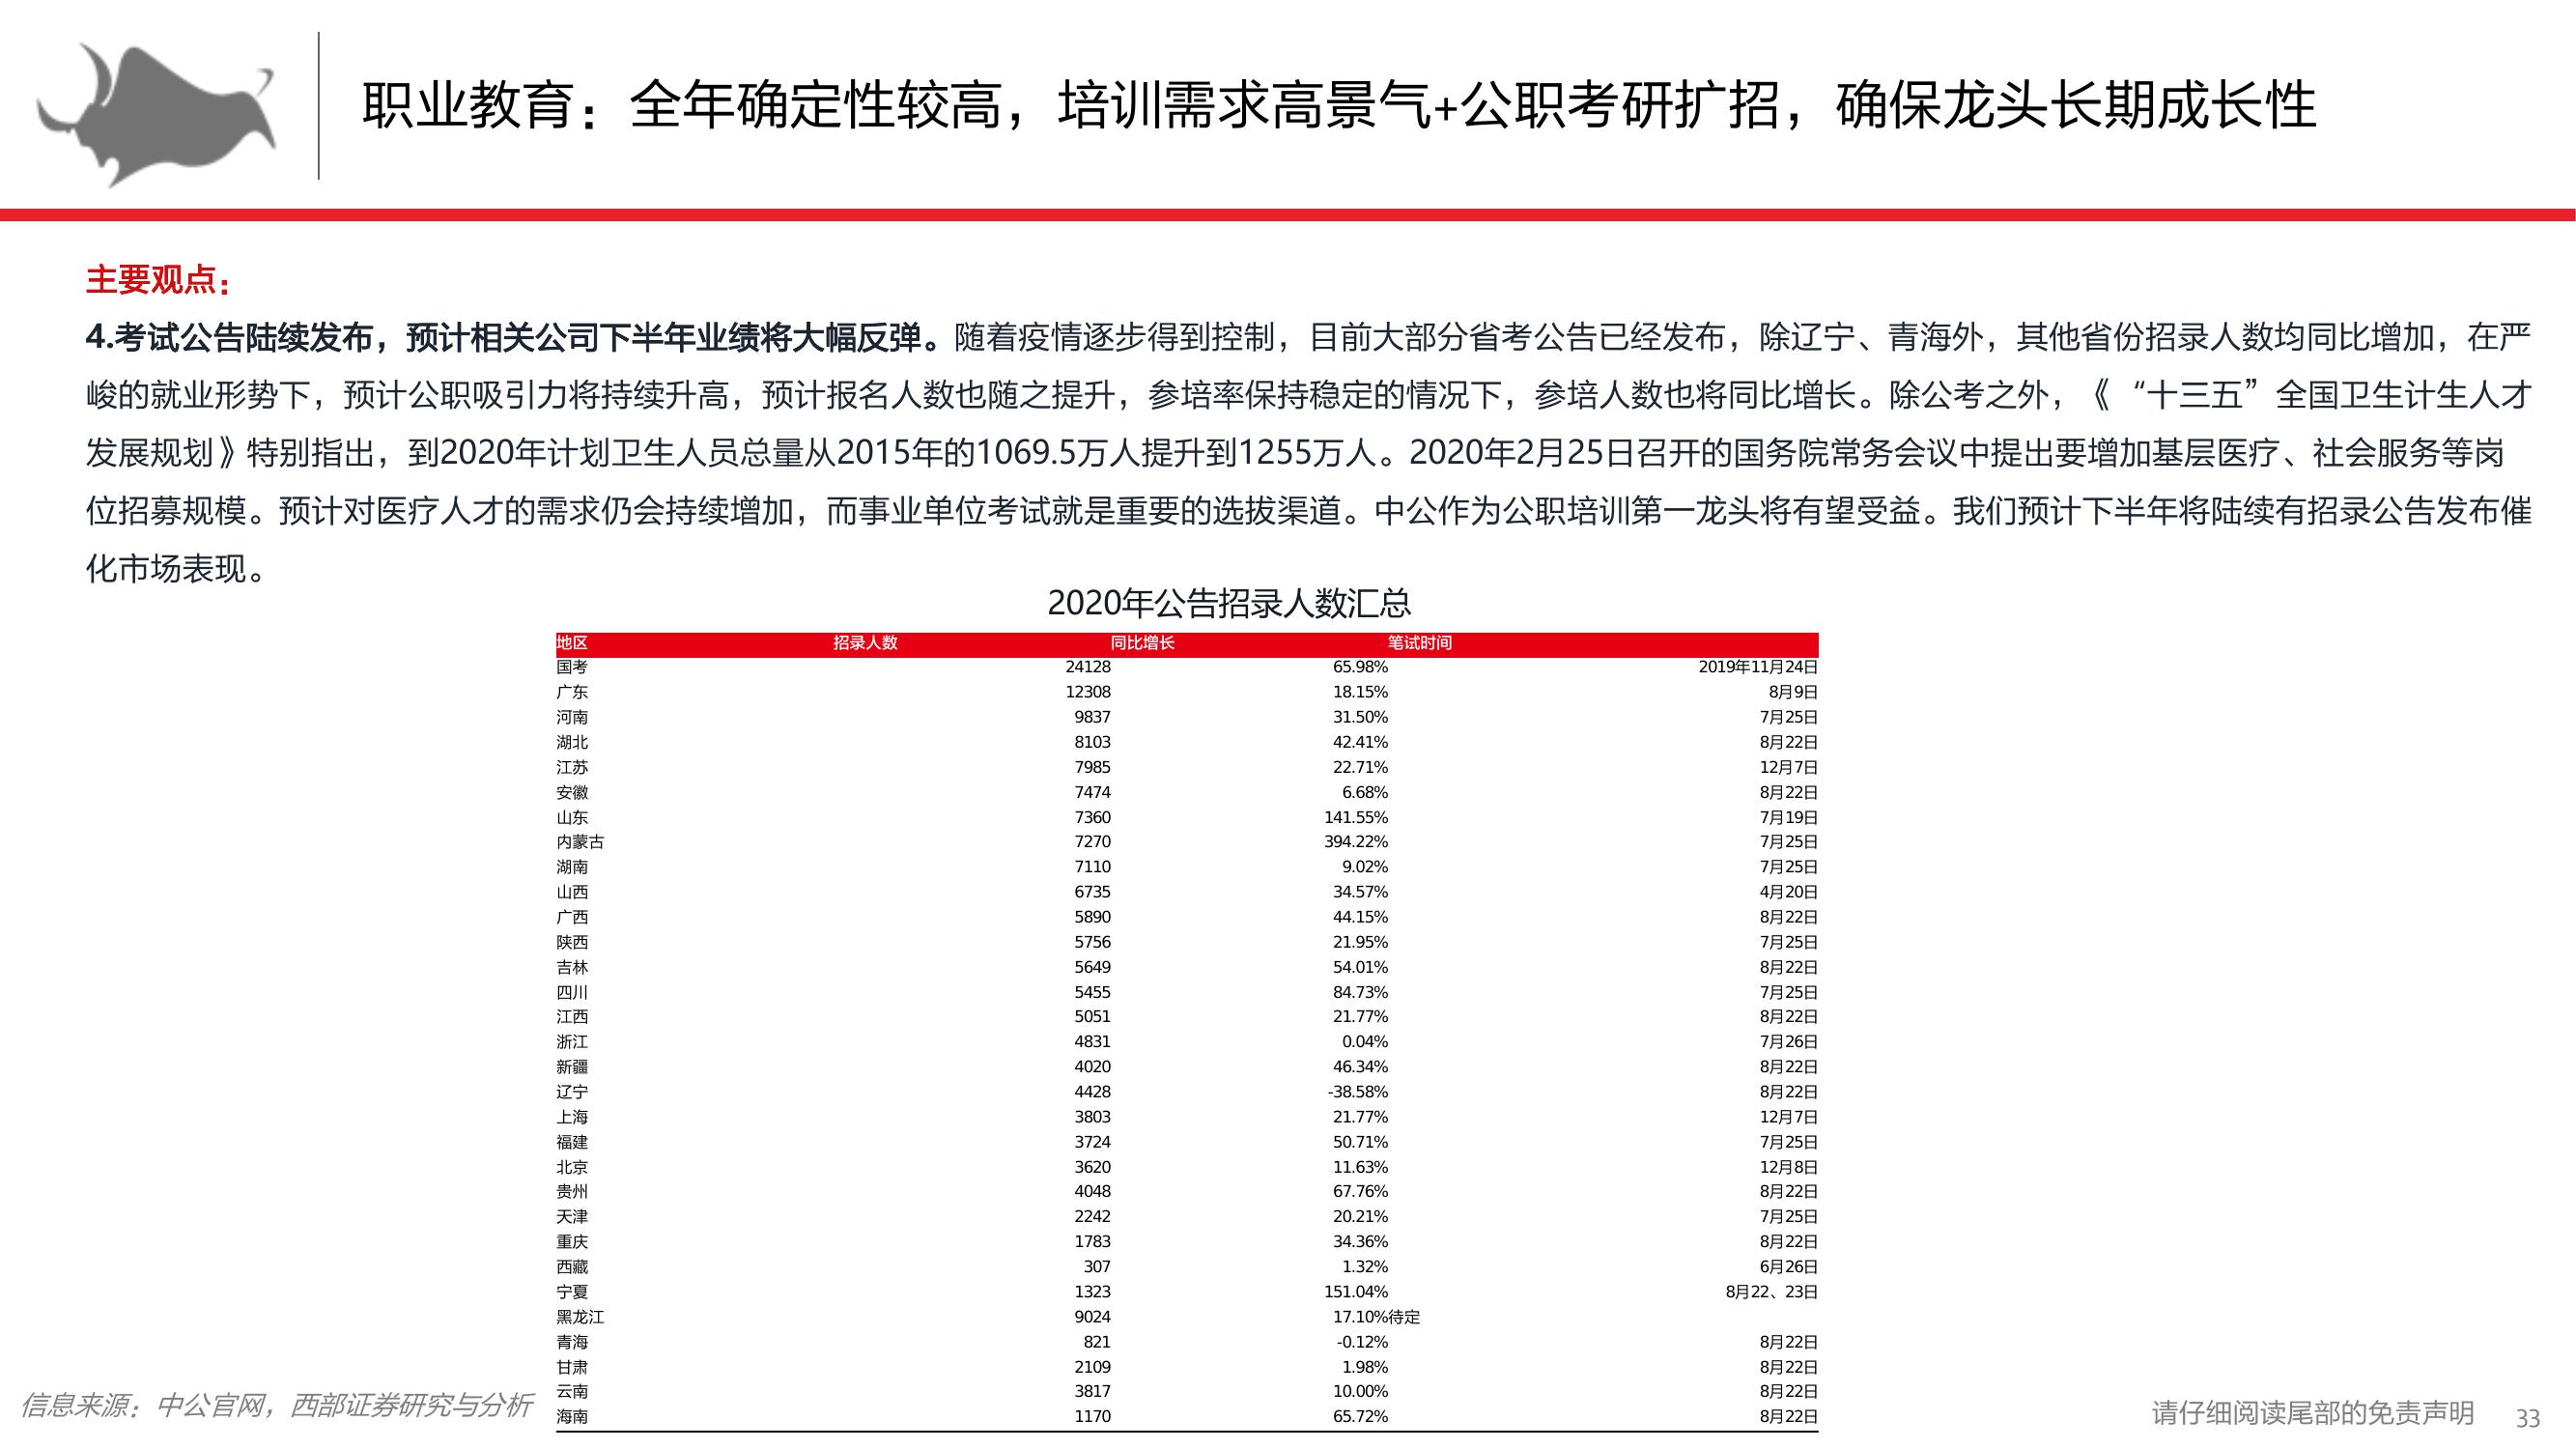 职业教育：全年确定性较高，培训需求高景气+公职考研扩招，确保龙头长期成长性
主要观点：
4.考试公告陆续发布，预计相关公司下半年业绩将大幅反弹。随着疫情逐步得到控制，目前大部分省考公告已经发布，除辽宁、青海外，其他省份招录人数均同比增加，在严
峻的就业形势下，预计公职吸引力将持续升高，预计报名人数也随之提升，参培率保持稳定的情况下，参培人数也将同比增长。除公考之外，《 “十三五”全国卫生计生人才
发展规划》特别指出，到2020年计划卫生人员总量从2015年的1069.5万人提升到1255万人。2020年2月25日召开的国务院常务会议中提出要增加基层医疗、社会服务等岗
位招募规模。预计对医疗人才的需求仍会持续增加，而事业单位考试就是重要的选拔渠道。中公作为公职培训第一龙头将有望受益。我们预计下半年将陆续有招录公告发布催
化市场表现。
2020年公告招录人数汇总
地区 招录人数 同比增长 笔试时间
国考 24128 65.98% 2019年11月24日
广东 12308 18.15% 8月9日
河南 9837 31.50% 7月25日
湖北 8103 42.41% 8月22日
江苏 7985 22.71% 12月7日
安徽 7474 6.68% 8月22日
山东 7360 141.55% 7月19日
内蒙古 7270 394.22% 7月25日
湖南 7110 9.02% 7月25日
山西 6735 34.57% 4月20日
广西 5890 44.15% 8月22日
陕西 5756 21.95% 7月25日
吉林 5649 54.01% 8月22日
四川 5455 84.73% 7月25日
江西 5051 21.77% 8月22日
浙江 4831 0.04% 7月26日
新疆 4020 46.34% 8月22日
辽宁 4428 -38.58% 8月22日
上海 3803 21.77% 12月7日
福建 3724 50.71% 7月25日
北京 3620 11.63% 12月8日
贵州 4048 67.76% 8月22日
天津 2242 20.21% 7月25日
重庆 1783 34.36% 8月22日
西藏 307 1.32% 6月26日
宁夏 1323 151.04% 8月22、23日
黑龙江 9024 17.10% 待定
青海 821 -0.12% 8月22日
甘肃 2109 1.98% 8月22日
云南 3817 10.00% 8月22日
海南 1170 65.72% 8月22日
信息来源：中公官网，西部证券研究与分析
请仔细阅读尾部的免责声明 33